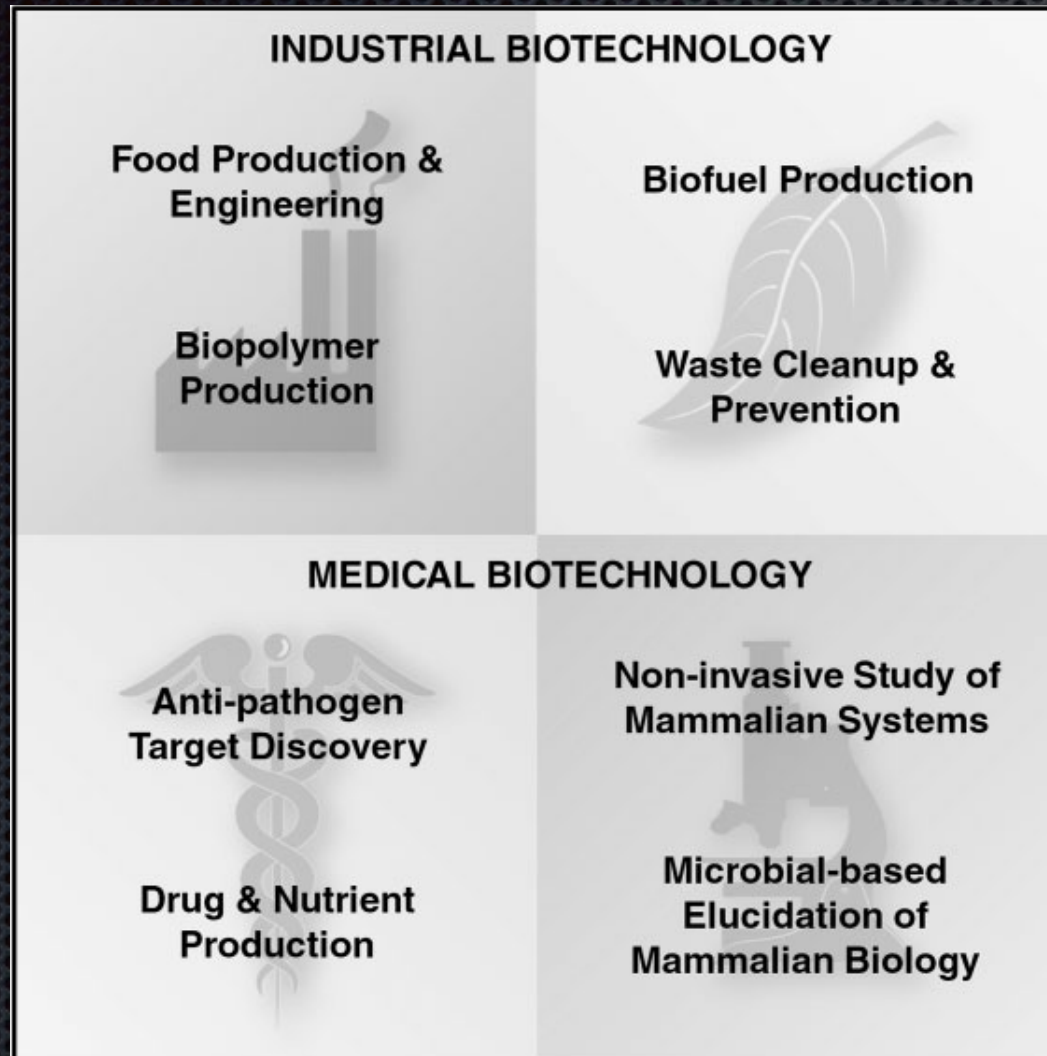 INDUSTRIAL BIOTECHNOLOGY
Food Production &
Engineering
Biopolymer
Production
Biofuel Production
Waste Cleanup &
Prevention
MEDICAL BIOTECHNOLOGY
Anti-pathogen
Target Discovery
Drug & Nutrient
Production
Non-invasive Study of
Mammalian Systems
Microbial-based
Elucidation of
Mammalian Biology